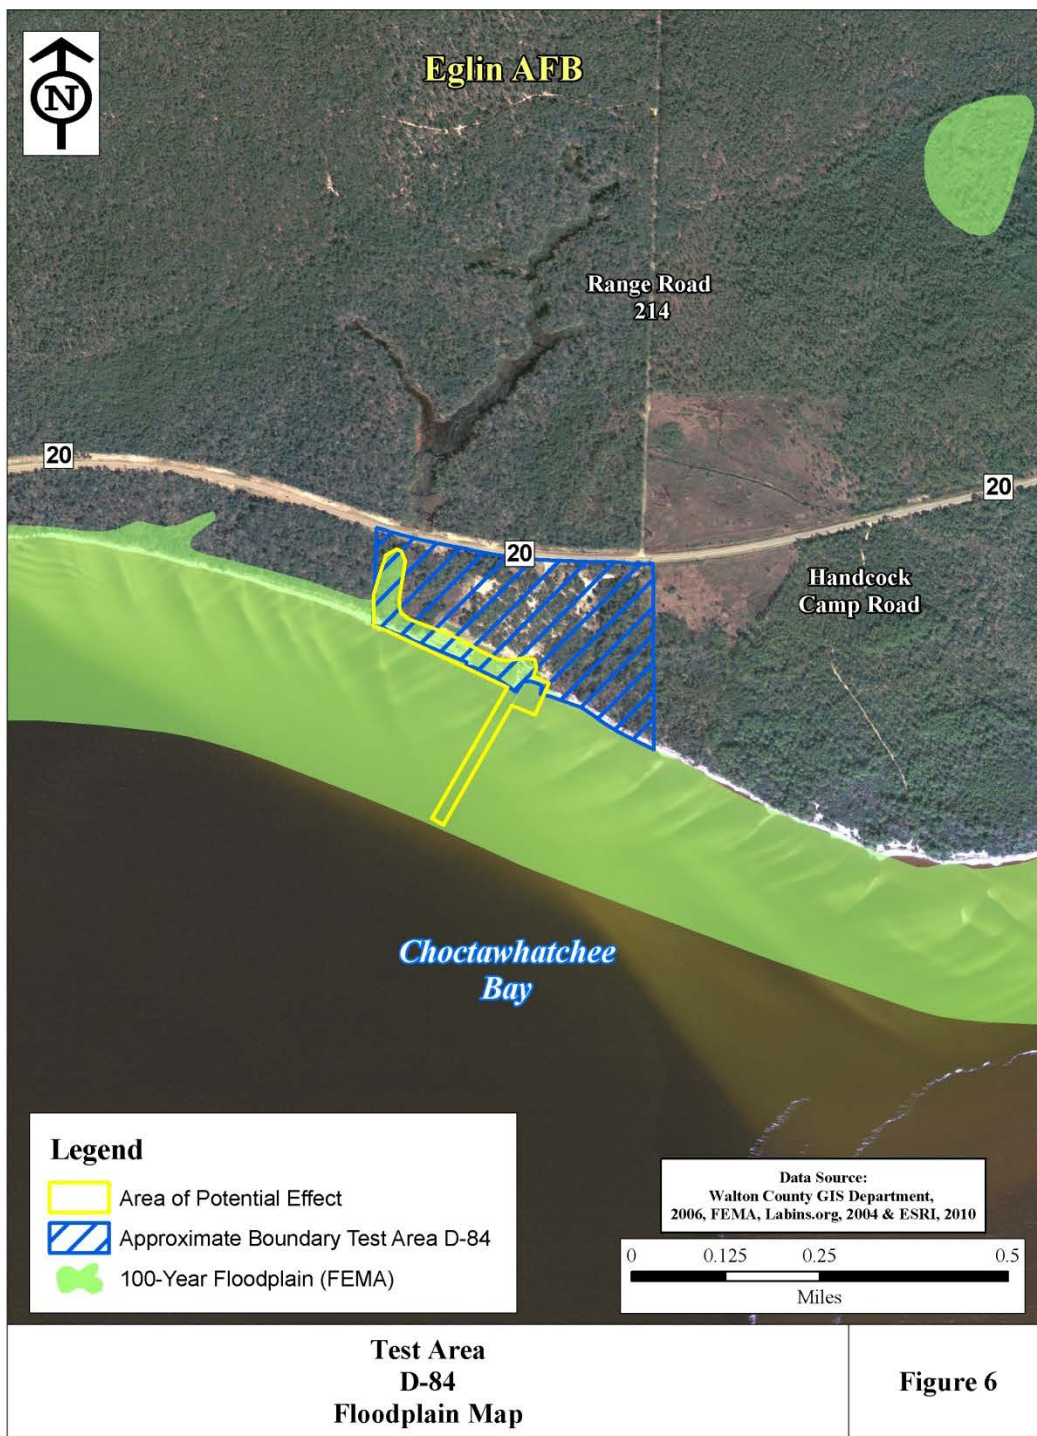 N
Eglin AFB
Range Road
214
20
20
20
Handcock
Camp Road
Choctawhatchee
Bay
Legend
Area of Potential Effect
Approximate Boundary Test Area D-84
100-Year Floodplain (FEMA)
Data Source:
Walton County GIS Department,
2006, FEMA, Labins.org, 2004 & ESRI, 2010
0 0.125 0.25 0.5
Miles
Test Area
D-84
Floodplain Map
Figure 6